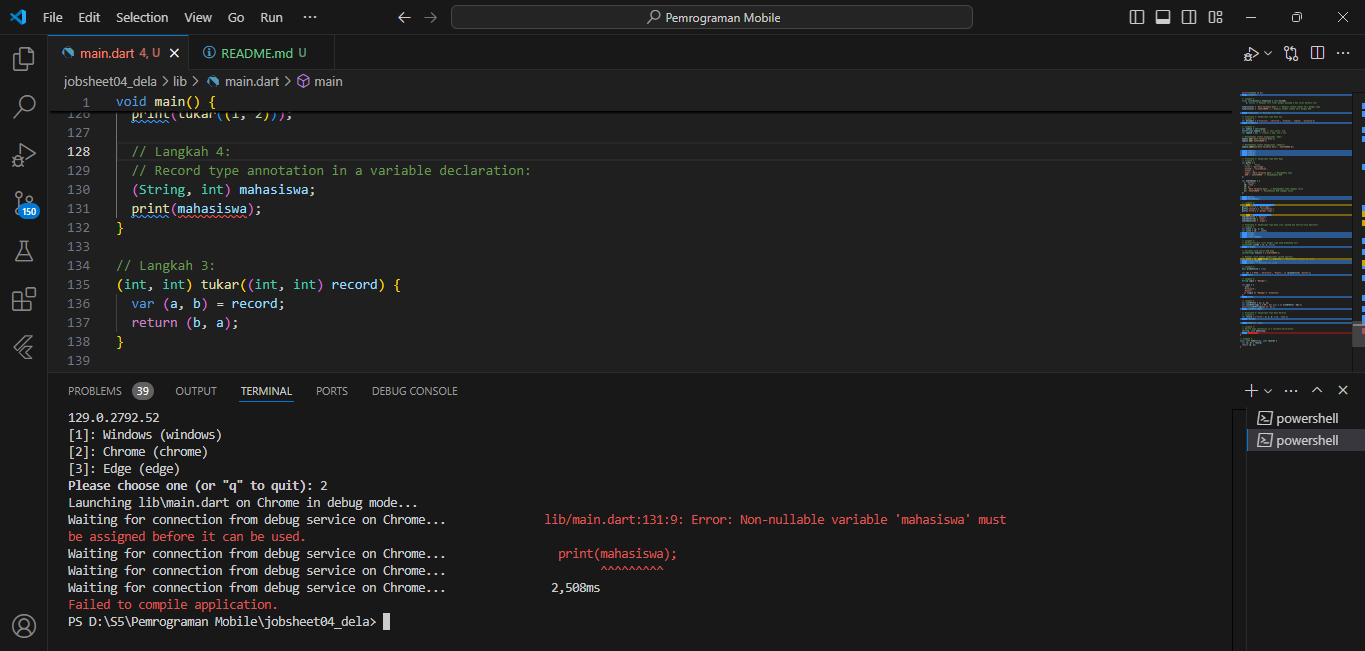 File Edit Selection View Go Run ··· ← → Pemrograman Mobile
main.dart 4, U README.md U
jobsheet04_dela > lib > main.dart > main
1 void main() {
126 print(tukar((1, 2)));
127
128 // Langkah 4:
129 // Record type annotation in a variable declaration:
130 (String, int) mahasiswa;
131 print(mahasiswa);
132 }
133
134 // Langkah 3:
135 (int, int) tukar((int, int) record) {
136 var (a, b) = record;
137 return (b, a);
138 }
139
150
PROBLEMS 39 OUTPUT TERMINAL PORTS DEBUG CONSOLE
129.0.2792.52
[1]: Windows (windows)
[2]: Chrome (chrome)
[3]: Edge (edge)
Please choose one (or "q" to quit): 2
Launching lib\main.dart on Chrome in debug mode...
Waiting for connection from debug service on Chrome... lib/main.dart:131:9: Error: Non-nullable variable 'mahasiswa' must
be assigned before it can be used.
Waiting for connection from debug service on Chrome... print(mahasiswa);
Waiting for connection from debug service on Chrome... ^^^^^^^^^
Waiting for connection from debug service on Chrome... 2,508ms
Failed to compile application.
PS D:\S5\Pemrograman Mobile\jobsheet04_dela>
powershell
powershell